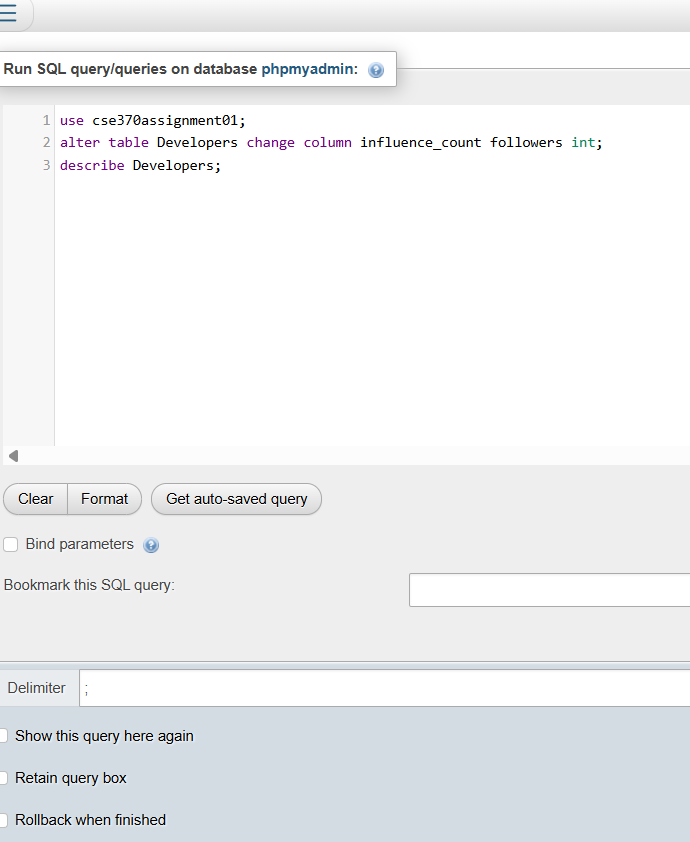 Run SQL query/queries on database phpmyadmin:
1 use cse370assignment01;
2 alter table Developers change column influence_count followers int;
3 describe Developers;
Clear Format Get auto-saved query
Bind parameters
Bookmark this SQL query:
Delimiter ;
Show this query here again
Retain query box
Rollback when finished